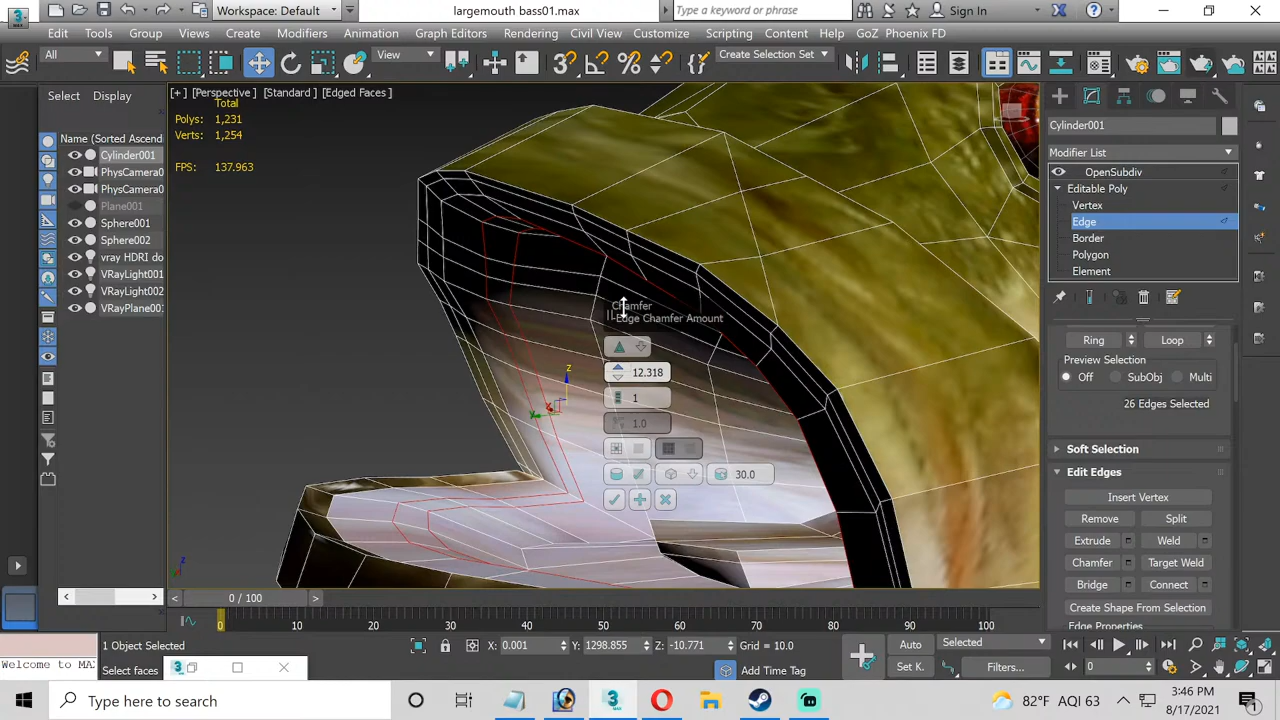 Workspace: Default
largemouth bass01.max
Type a keyword or phrase
Sign In
Edit Tools Group Views Create Modifiers Animation Graph Editors Rendering Civil View Customize Scripting Content Help GoZ Phoenix FD
All
View
Create Selection Set
Select Display
[+] [Perspective] [Standard] [Edged Faces]
Total
Polys: 1,231
Verts: 1,254
FPS: 137.963
Name (Sorted Ascend
Cylinder001
PhysCamera0
PhysCamera0
Plane001
Sphere001
Sphere002
vray HDRI do
VRayLight001
VRayLight002
VRayPlane001
Chamfer
Edge Chamfer Amount
12.318
1
1.0
30.0
Cylinder001
Modifier List
OpenSubdiv
Editable Poly
Vertex
Edge
Border
Polygon
Element
Ring Loop
Preview Selection
Off SubObj Multi
26 Edges Selected
Soft Selection
Edit Edges
Insert Vertex
Remove Split
Extrude Weld
Chamfer Target Weld
Bridge Connect
Create Shape From Selection
Edge Properties
0 / 100
0 10 20 30 40 50 60 70 80 90 100
1 Object Selected
X: 0.001 Y: 1298.855 Z: -10.771 Grid = 10.0
Auto Selected
Welcome to MA
Select faces
Add Time Tag
Set K. Filters...
0
Type here to search
82°F AQI 63
3:46 PM
8/17/2021